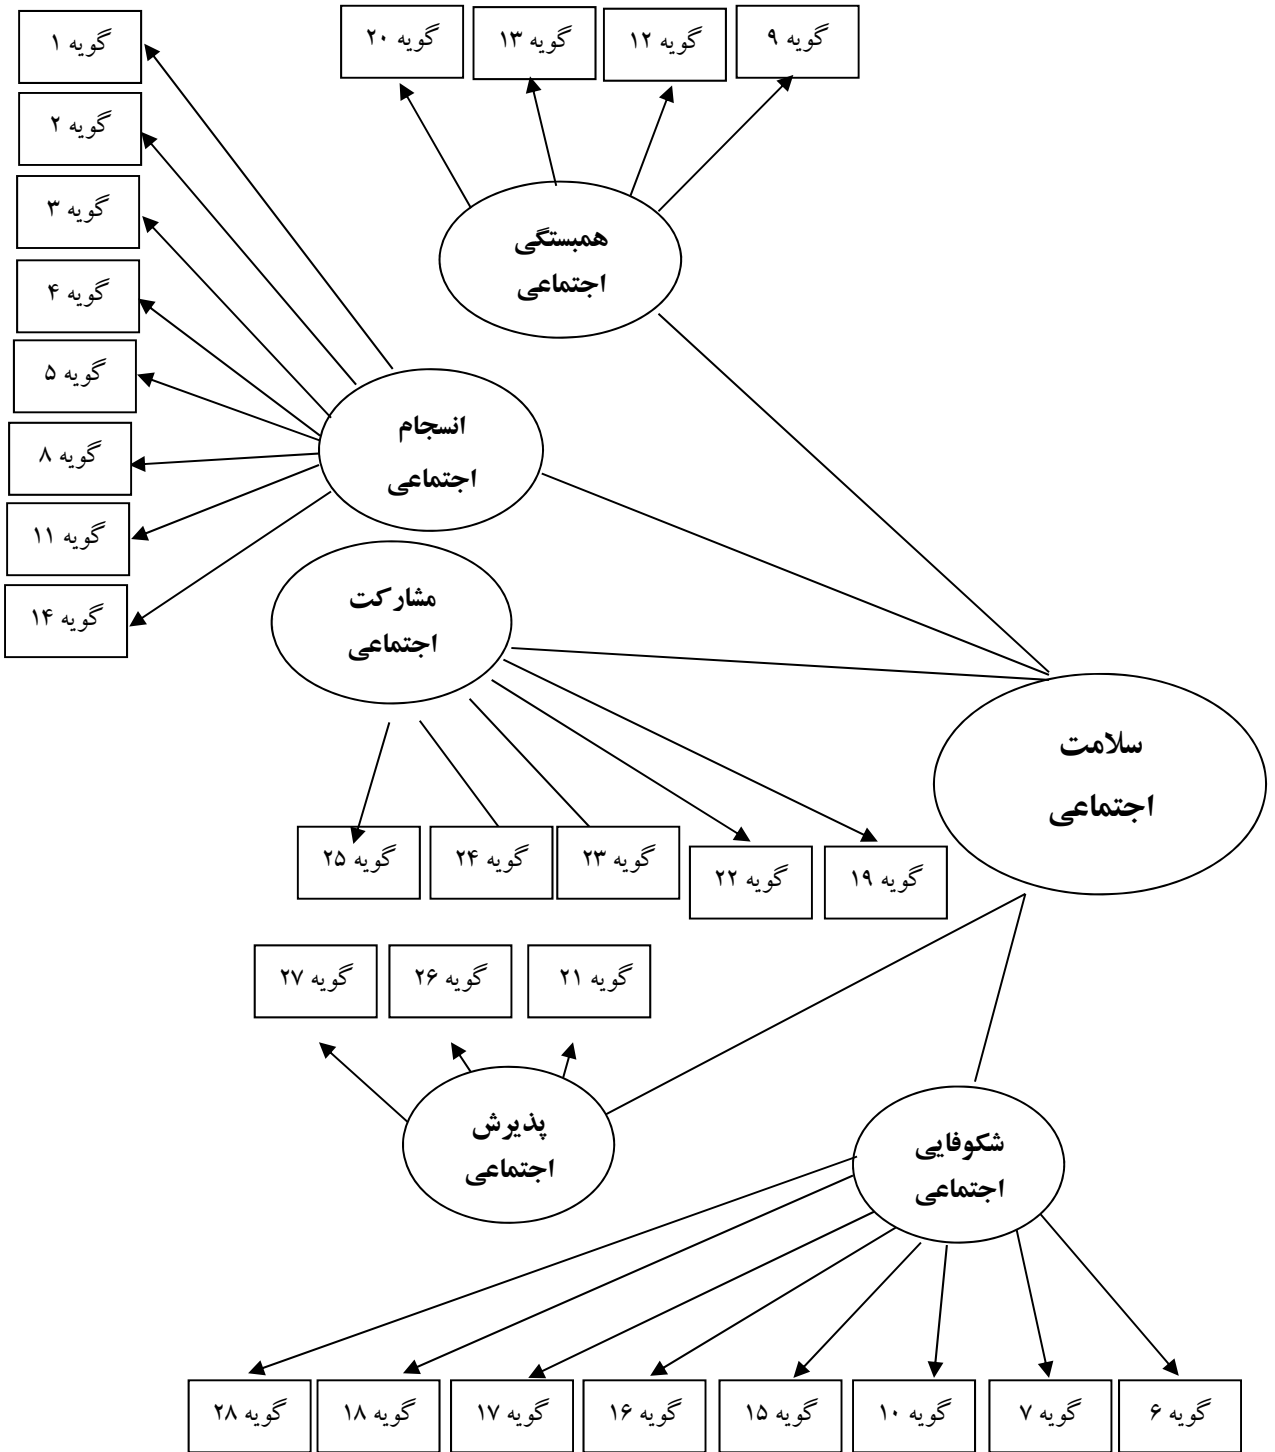 گویه ۱
گویه ۲۰
گویه ۱۳
گویه ۱۲
گویه ۹
گویه ۲
گویه ۳
گویه ۴
گویه ۵
گویه ۸
گویه ۱۱
گویه ۱۴
همبستگی
اجتماعی
انسجام
اجتماعی
مشارکت
اجتماعی
سلامت
اجتماعی
گویه ۲۵
گویه ۲۴
گویه ۲۳
گویه ۲۲
گویه ۱۹
گویه ۲۷
گویه ۲۶
گویه ۲۱
پذیرش
اجتماعی
شکوفایی
اجتماعی
گویه ۲۸
گویه ۱۸
گویه ۱۷
گویه ۱۶
گویه ۱۵
گویه ۱۰
گویه ۷
گویه ۶